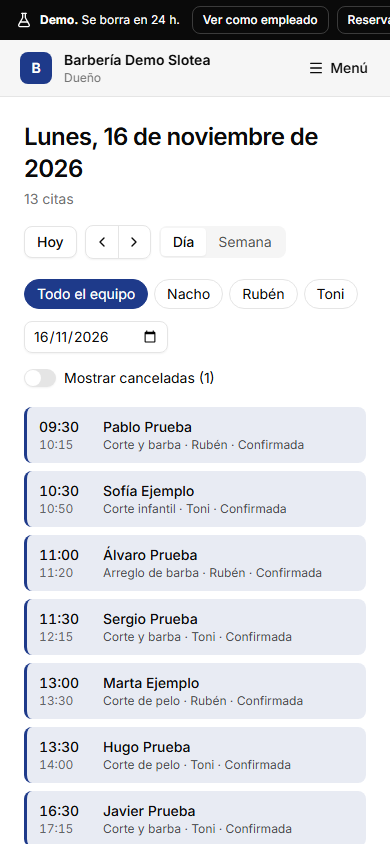 Demo. Se borra en 24 h. Ver como empleado
B Barbería Demo Slotea
Dueño
Menú
Lunes, 16 de noviembre de
2026
13 citas
Hoy Día Semana
Todo el equipo Nacho Rubén Toni
16/11/2026
Mostrar canceladas (1)
09:30 Pablo Prueba
10:15 Corte y barba · Rubén · Confirmada
10:30 Sofía Ejemplo
10:50 Corte infantil · Toni · Confirmada
11:00 Álvaro Prueba
11:20 Arreglo de barba · Rubén · Confirmada
11:30 Sergio Prueba
12:15 Corte y barba · Toni · Confirmada
13:00 Marta Ejemplo
13:30 Corte de pelo · Rubén · Confirmada
13:30 Hugo Prueba
14:00 Corte de pelo · Toni · Confirmada
16:30 Javier Prueba
17:15 Corte y barba · Toni · Confirmada